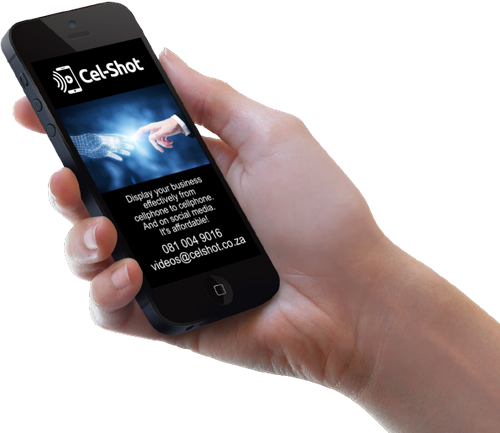 Cel-Shot
Display your business
effectively from
cellphone to cellphone.
And on social media.
It's affordable!
081 004 9016
videos@celshot.co.za